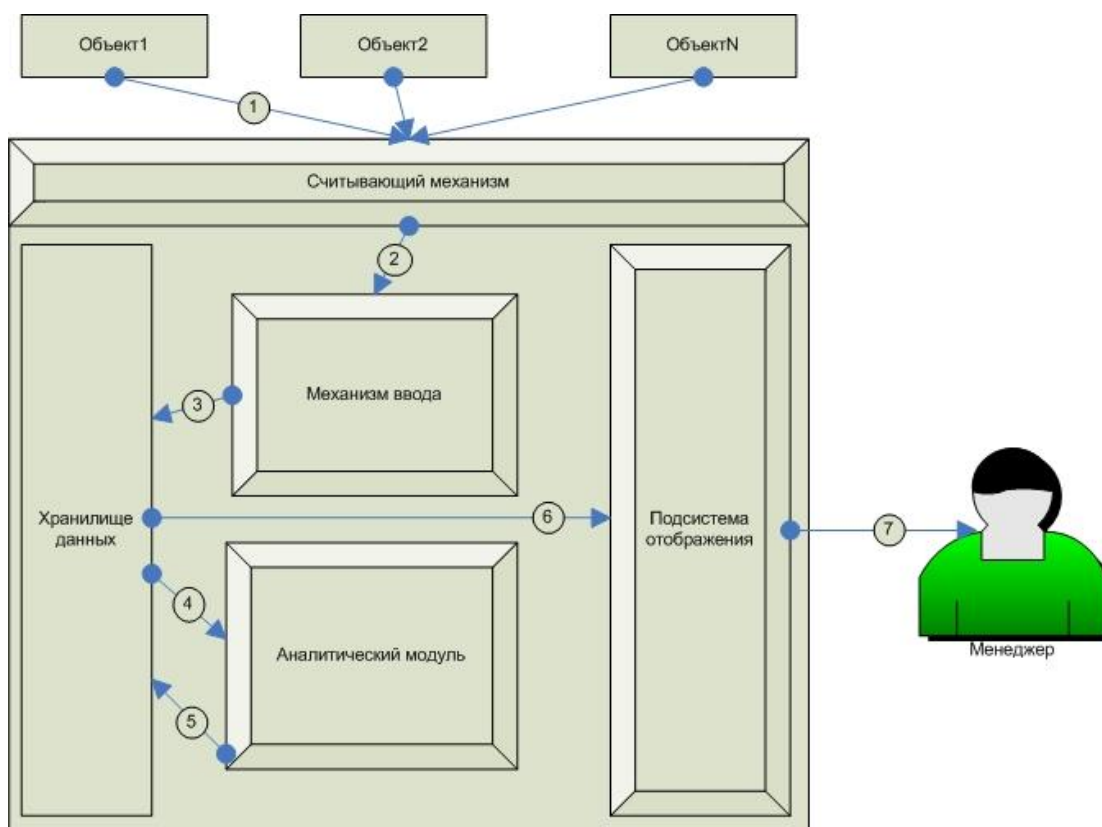 Объект1
Объект2
ОбъектN
1
Считывающий механизм
2
Механизм ввода
3
Хранилище
данных
6
Подсистема
отображения
7
4
Аналитический модуль
Менеджер
5